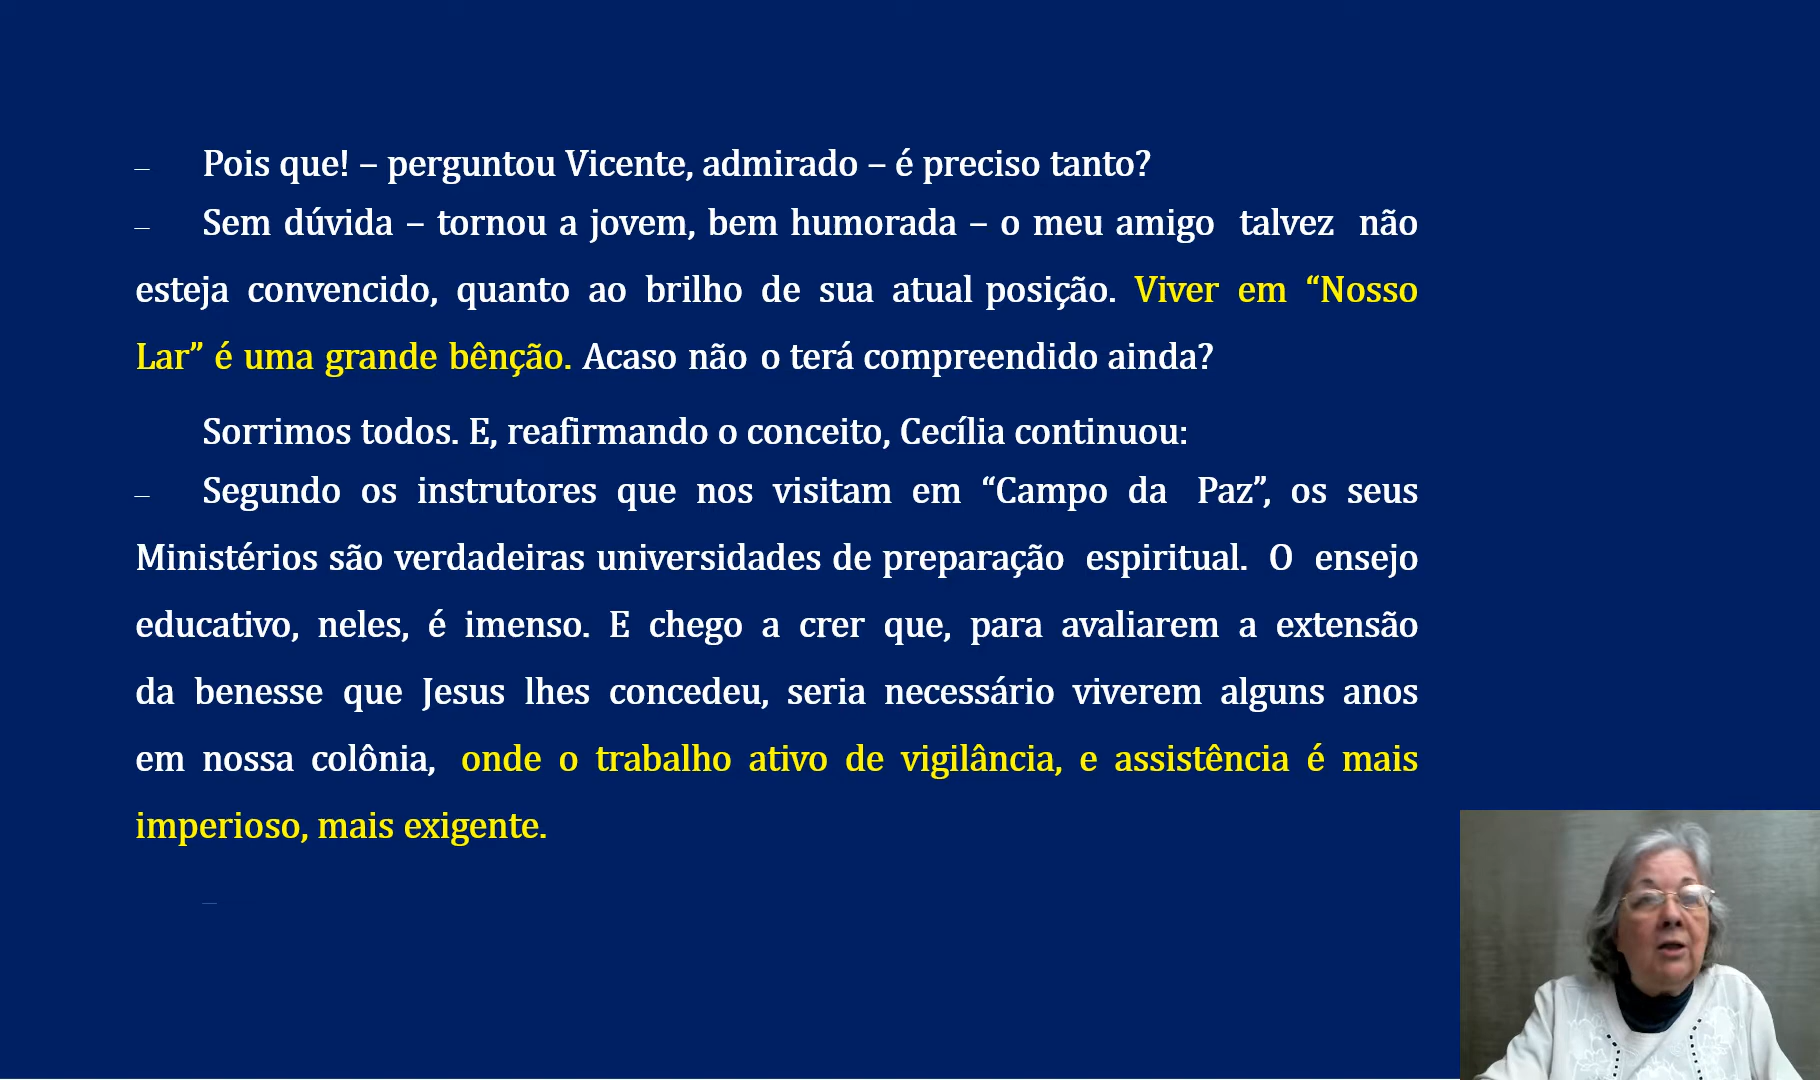 – Pois que! – perguntou Vicente, admirado – é preciso tanto?
– Sem dúvida – tornou a jovem, bem humorada – o meu amigo talvez não
esteja convencido, quanto ao brilho de sua atual posição. Viver em “Nosso
Lar” é uma grande bênção. Acaso não o terá compreendido ainda?
Sorrimos todos. E, reafirmando o conceito, Cecília continuou:
– Segundo os instrutores que nos visitam em “Campo da Paz”, os seus
Ministérios são verdadeiras universidades de preparação espiritual. O ensejo
educativo, neles, é imenso. E chego a crer que, para avaliarem a extensão
da benesse que Jesus lhes concedeu, seria necessário viverem alguns anos
em nossa colônia, onde o trabalho ativo de vigilância, e assistência é mais
imperioso, mais exigente.
–